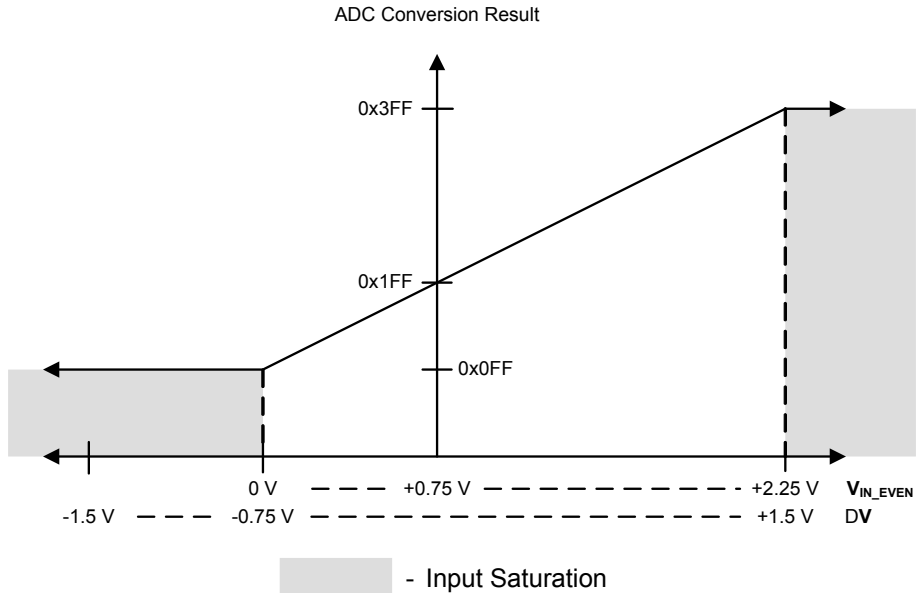 ADC Conversion Result
0x3FF
0x1FF
0x0FF
0 V +0.75 V +2.25 V VIN_EVEN
-1.5 V -0.75 V +1.5 V DV
- Input Saturation